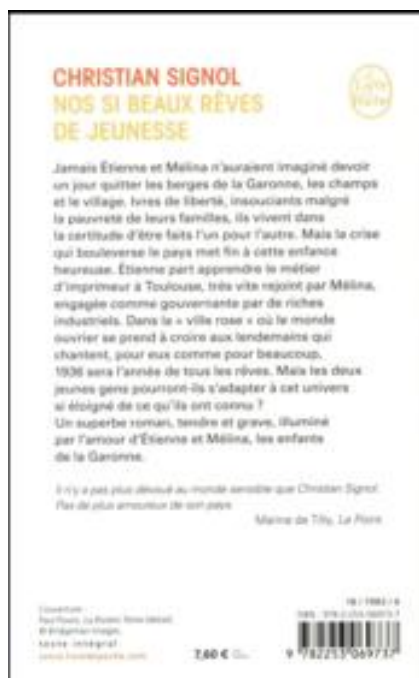 CHRISTIAN SIGNOL
NOS SI BEAUX RÊVES
DE JEUNESSE
Jamais Étienne et Mélina n'auraient imaginé devoir
un jour quitter les berges de la Garonne, les champs
et le village. Ivres de liberté, insouciants malgré
la pauvreté de leurs familles, ils vivent dans
la certitude d'être faits l'un pour l'autre. Mais la crise
qui bouleverse le pays met fin à cette enfance
heureuse. Étienne part apprendre le métier
d'imprimeur à Toulouse, très vite rejoint par Mélina,
engagée comme gouvernante par de riches
industriels. Dans la « ville rose » où le monde
ouvrier se prend à croire aux lendemains qui
chantent, pour eux comme pour beaucoup,
1936 sera l'année de tous les rêves. Mais les deux
jeunes gens pourront-ils s'adapter à cet univers
si éloigné de ce qu'ils ont connu ?
Un superbe roman, tendre et grave, illuminé
par l'amour d'Étienne et Mélina, les enfants
de la Garonne.
Il n'y a pas plus dévoué au monde sensible que Christian Signol.
Pas de plus amoureux de son pays.
Marine de Tilly, Le Point.
Couverture :
© Bridgeman Images.
texte intégral
7,60 €
9 782253 069737